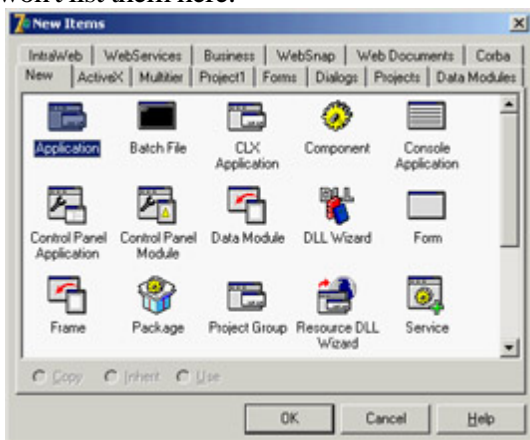 won't list them here.
New Items
IntraWeb WebServices Business WebSnap Web Documents Corba
New ActiveX Multitier Project1 Forms Dialogs Projects Data Modules
Application Batch File CLX Application Component Console Application
Control Panel Application Control Panel Module Data Module DLL Wizard Form
Frame Package Project Group Resource DLL Wizard Service
Copy Inherit Use
OK Cancel Help